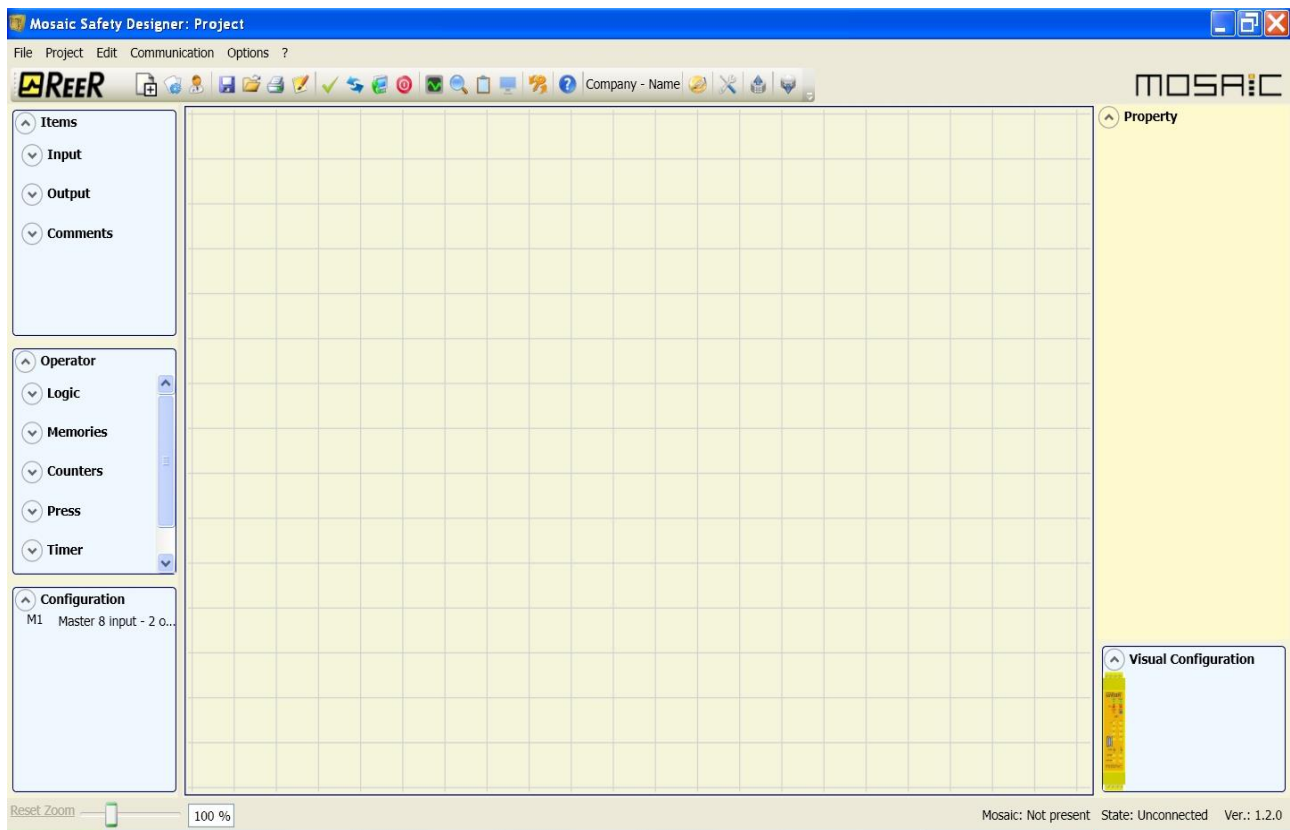 Mosaic Safety Designer: Project
File Project Edit Communication Options ?
REER Company - Name MOSAIC
Items
Input
Output
Comments
Operator
Logic
Memories
Counters
Press
Timer
Configuration
M1 Master 8 input - 2 o...
Property
Visual Configuration
Reset Zoom 100 % Mosaic: Not present State: Unconnected Ver.: 1.2.0